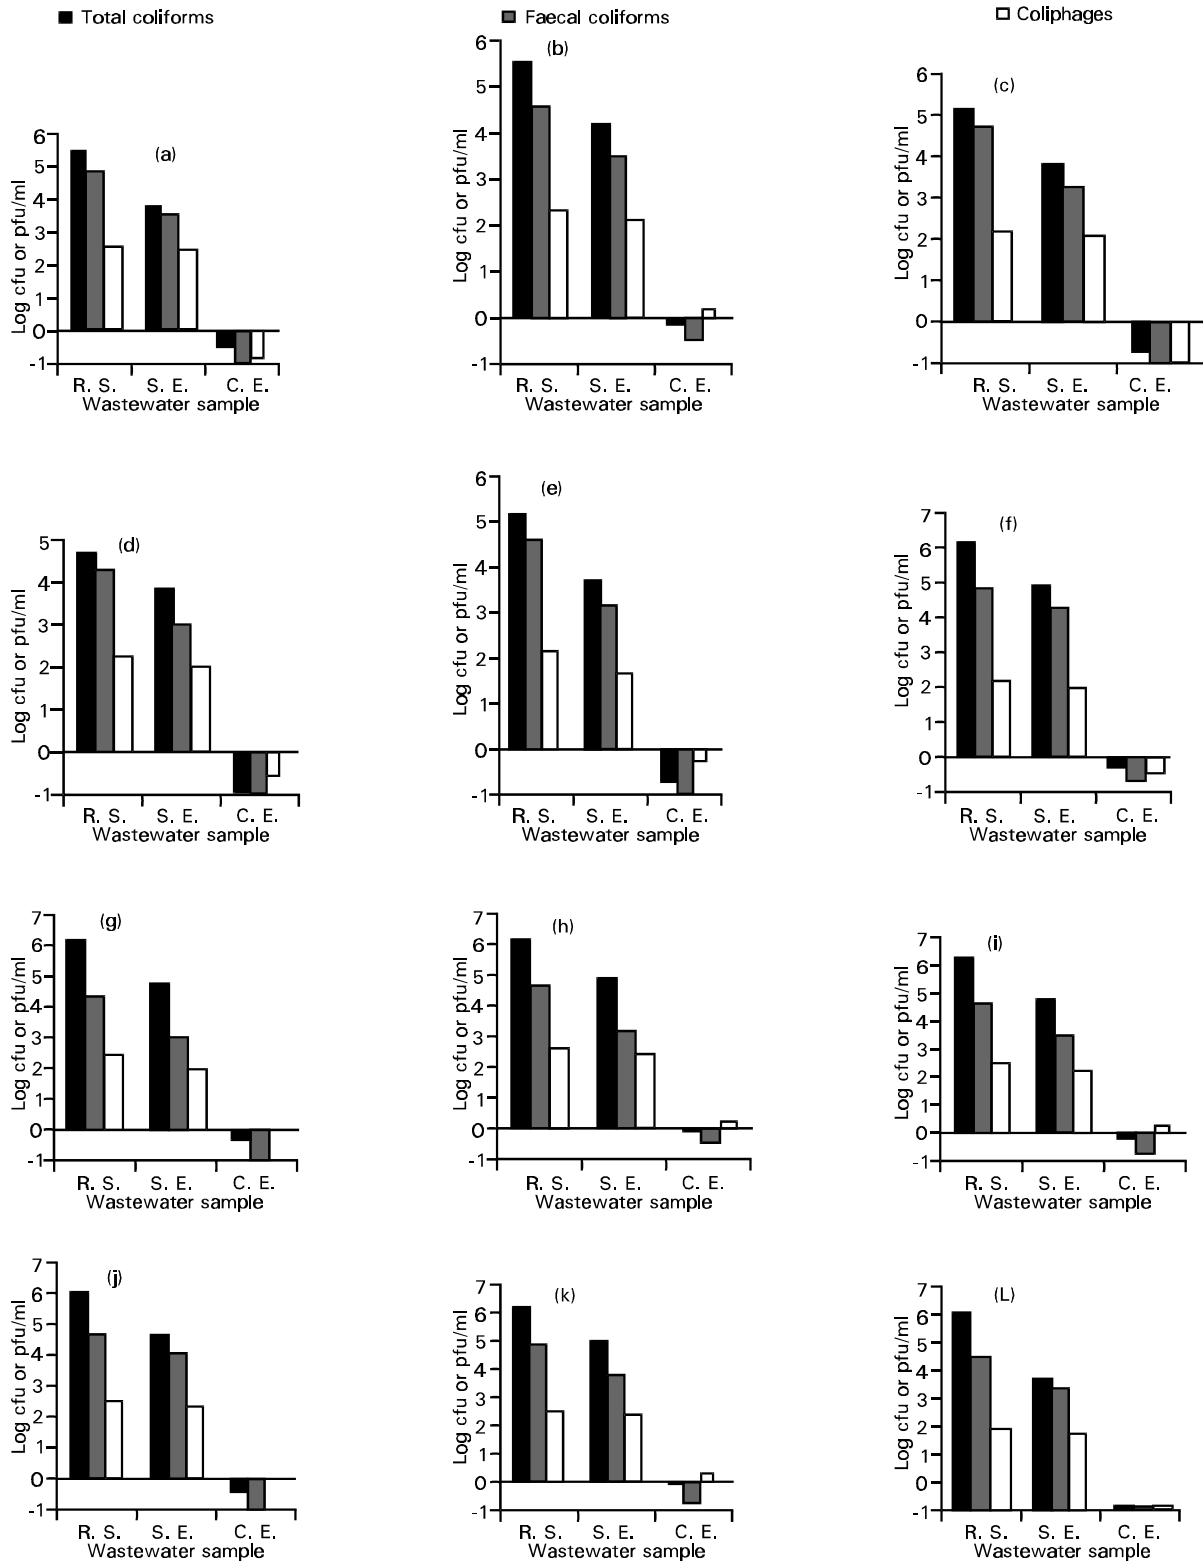 Total coliforms
Faecal coliforms
Coliphages
(a)
Log cfu or pfu/ml
6
5
4
3
2
1
0
-1
R. S. S. E. C. E.
Wastewater sample
(b)
Log cfu or pfu/ml
6
5
4
3
2
1
0
-1
R. S. S. E. C. E.
Wastewater sample
(c)
Log cfu or pfu/ml
6
5
4
3
2
1
0
-1
R. S. S. E. C. E.
Wastewater sample
(d)
Log cfu or pfu/ml
5
4
3
2
1
0
-1
R. S. S. E. C. E.
Wastewater sample
(e)
Log cfu or pfu/ml
6
5
4
3
2
1
0
-1
R. S. S. E. C. E.
Wastewater sample
(f)
Log cfu or pfu/ml
7
6
5
4
3
2
1
0
-1
R. S. S. E. C. E.
Wastewater sample
(g)
Log cfu or pfu/ml
7
6
5
4
3
2
1
0
-1
R. S. S. E. C. E.
Wastewater sample
(h)
Log cfu or pfu/ml
7
6
5
4
3
2
1
0
-1
R. S. S. E. C. E.
Wastewater sample
(i)
Log cfu or pfu/ml
7
6
5
4
3
2
1
0
-1
R. S. S. E. C. E.
Wastewater sample
(j)
Log cfu or pfu/ml
7
6
5
4
3
2
1
0
-1
R. S. S. E. C. E.
Wastewater sample
(k)
Log cfu or pfu/ml
7
6
5
4
3
2
1
0
-1
R. S. S. E. C. E.
Wastewater sample
(L)
Log cfu or pfu/ml
7
6
5
4
3
2
1
0
-1
R. S. S. E. C. E.
Wastewater sample